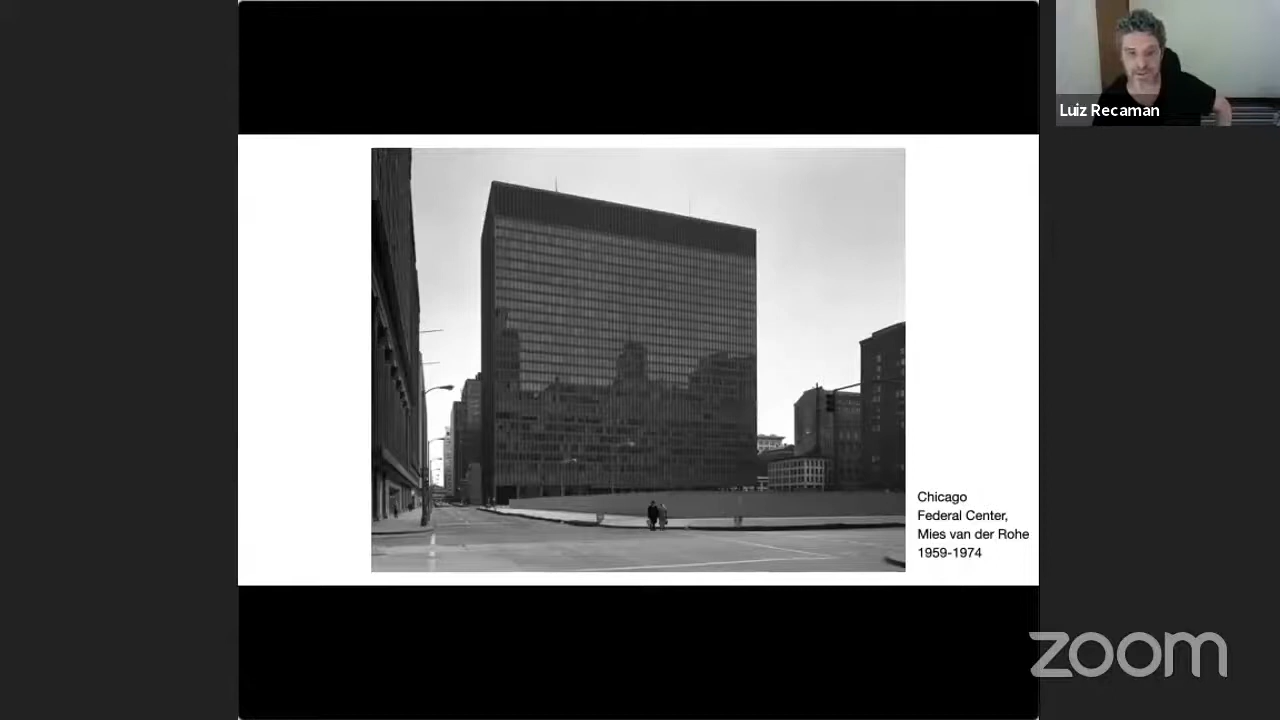 Luiz Recaman
Chicago
Federal Center,
Mies van der Rohe
1959-1974
zoom